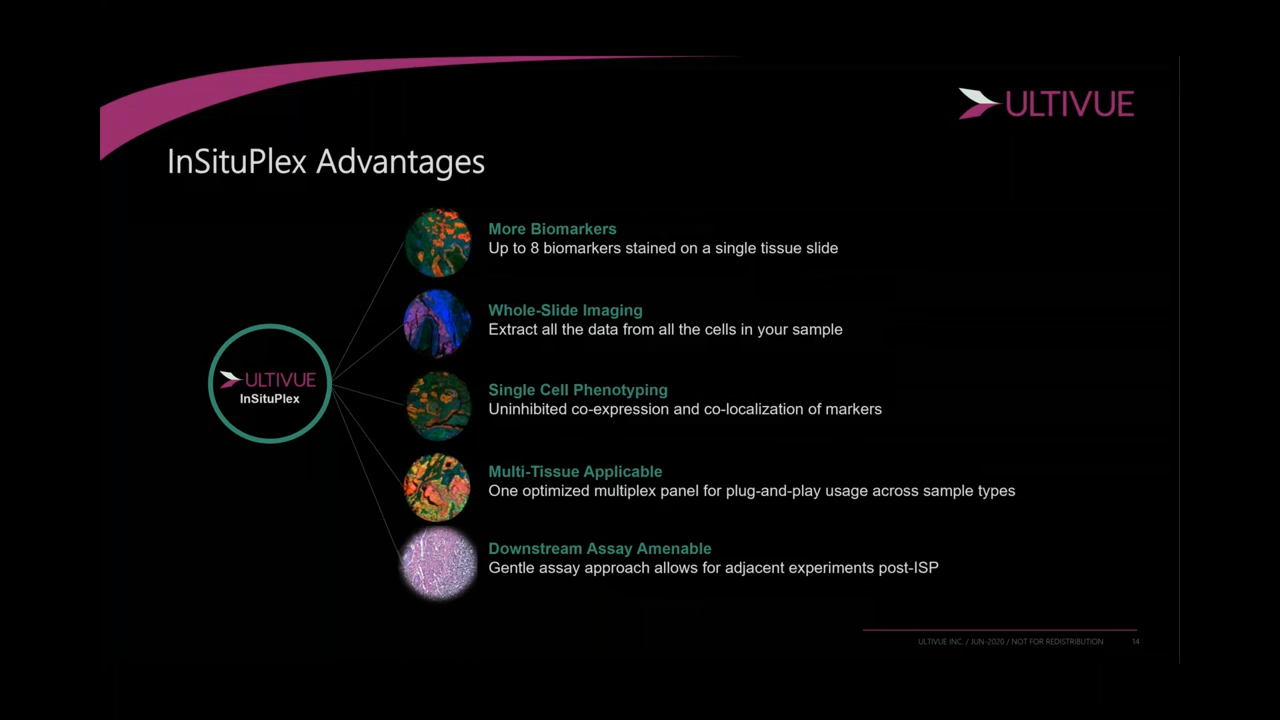 ULTIVUE
InSituPlex Advantages
More Biomarkers
Up to 8 biomarkers stained on a single tissue slide
Whole-Slide Imaging
Extract all the data from all the cells in your sample
ULTIVUE
InSituPlex
Single Cell Phenotyping
Uninhibited co-expression and co-localization of markers
Multi-Tissue Applicable
One optimized multiplex panel for plug-and-play usage across sample types
Downstream Assay Amenable
Gentle assay approach allows for adjacent experiments post-ISP
ULTIVUE INC. / JUN-2020 / NOT FOR REDISTRIBUTION 14